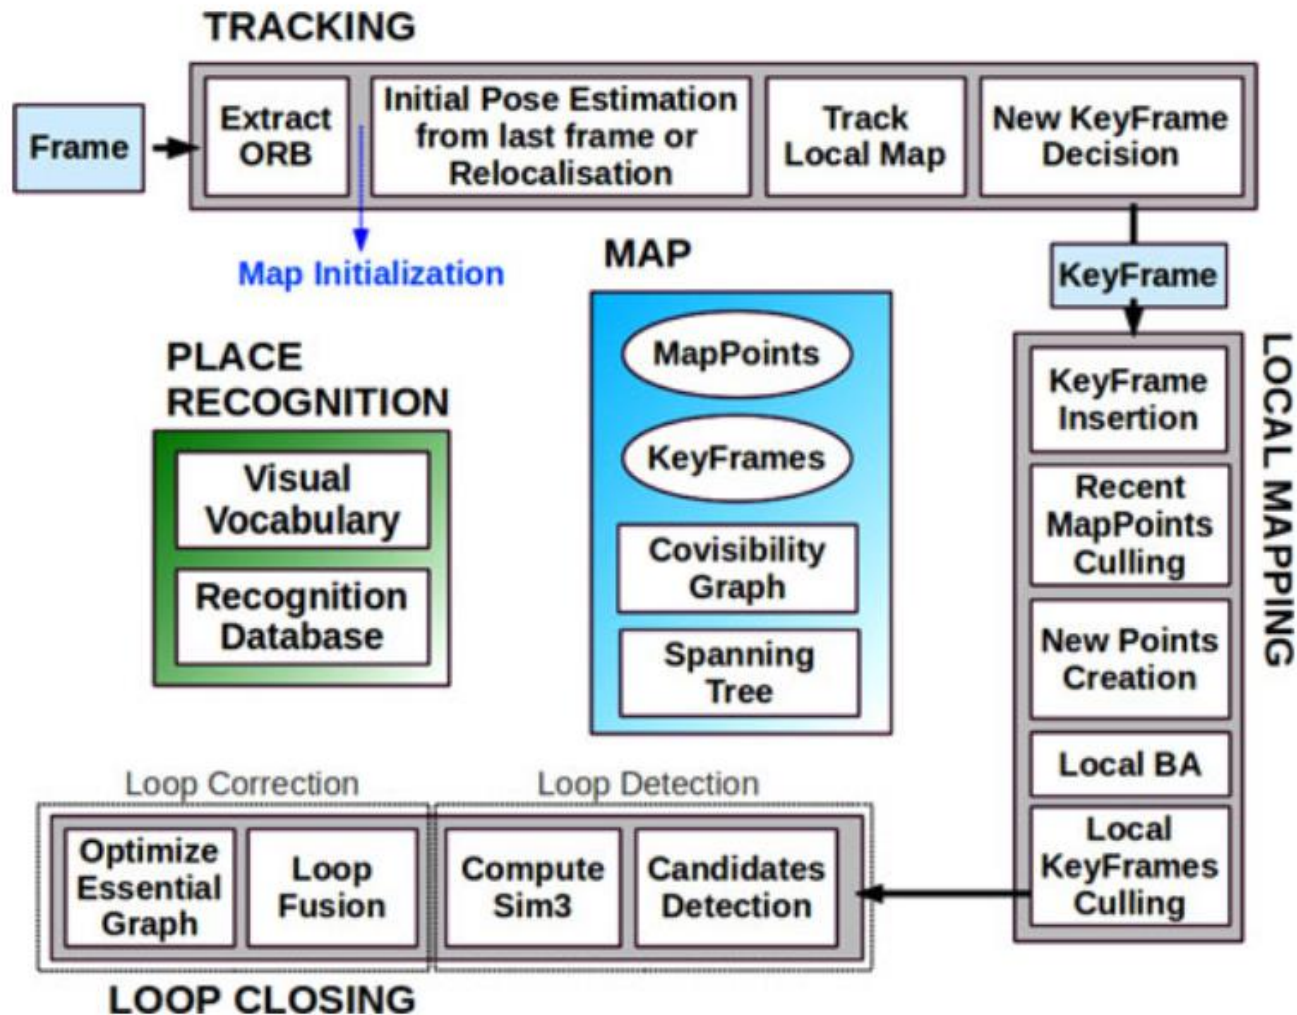 TRACKING
Frame
Extract
ORB
Initial Pose Estimation
from last frame or
Relocalisation
Track
Local Map
New KeyFrame
Decision
Map Initialization
MAP
KeyFrame
PLACE
RECOGNITION
Visual
Vocabulary
Recognition
Database
MapPoints
KeyFrames
Covisibility
Graph
Spanning
Tree
LOCAL MAPPING
KeyFrame
Insertion
Recent
MapPoints
Culling
New Points
Creation
Local BA
Local
KeyFrames
Culling
Loop Correction
Loop Detection
Optimize
Essential
Graph
Loop
Fusion
Compute
Sim3
Candidates
Detection
LOOP CLOSING